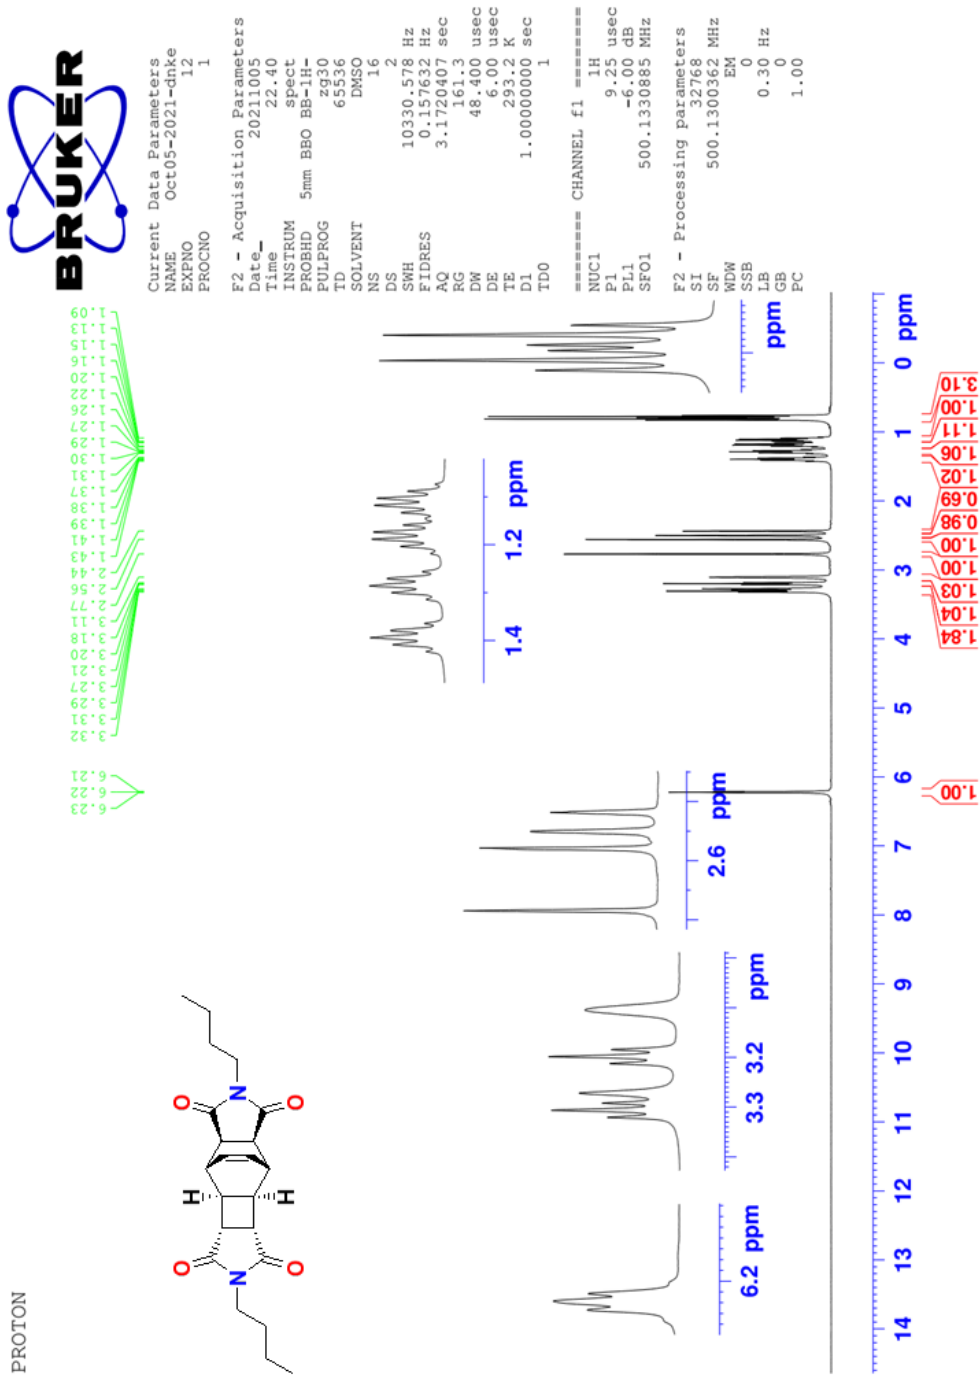 PROTON
BRUKER
Current Data Parameters
NAME Oct05-2021-dnke
EXPNO 12
PROCNO 1
F2 - Acquisition Parameters
Date_ 20211005
Time 22.40
INSTRUM spect
PROBHD 5mm BBO BB-1H-
PULPROG zg30
TD 65536
SOLVENT DMSO
NS 16
DS 2
SWH 10330.578 Hz
FIDRES 0.157632 Hz
AQ 3.1720407 sec
RG 161.3
DW 48.400 usec
DE 6.00 usec
TE 293.2 K
D1 1.00000000 sec
TD0 1
======== CHANNEL f1 ========
NUC1 1H
P1 9.25 usec
PL1 -6.00 dB
SFO1 500.1330885 MHz
F2 - Processing parameters
SI 32768
SF 500.1300362 MHz
WDW EM
SSB 0
LB 0.30 Hz
GB 0
PC 1.00
6.23
6.22
6.21
3.32
3.31
3.29
3.27
3.21
3.20
3.18
3.11
2.77
2.56
2.44
1.43
1.41
1.39
1.38
1.37
1.31
1.30
1.29
1.27
1.26
1.22
1.20
1.16
1.15
1.13
1.09
O O
N H N
H
O O
1.4 1.2 ppm
6.2 ppm
3.3 3.2 ppm
2.6 ppm
ppm
14 13 12 11 10 9 8 7 6 5 4 3 2 1 0 ppm
1.00
1.84
1.04
1.03
1.00
1.00
0.98
0.69
1.02
1.06
1.11
1.00
3.10